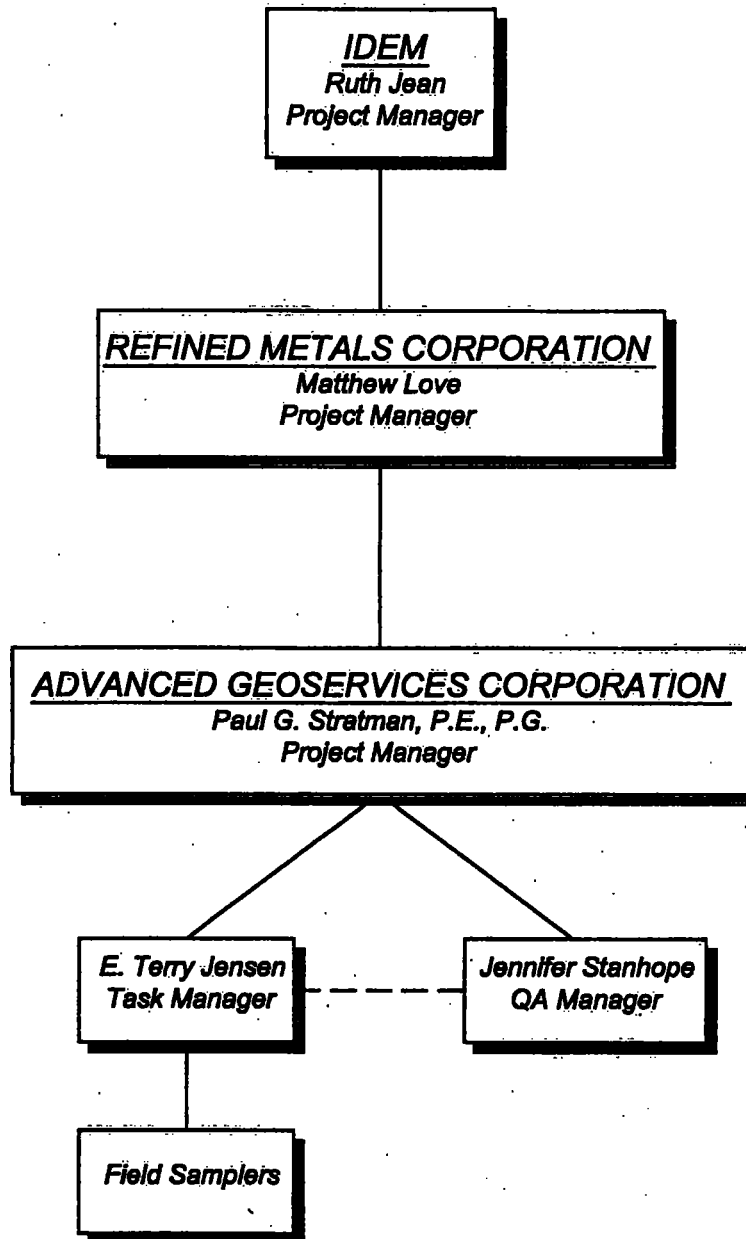 IDEM
Ruth Jean
Project Manager
REFINED METALS CORPORATION
Matthew Love
Project Manager
ADVANCED GEOSERVICES CORPORATION
Paul G. Stratman, P.E., P.G.
Project Manager
E. Terry Jensen
Task Manager
Jennifer Stanhope
QA Manager
Field Samplers